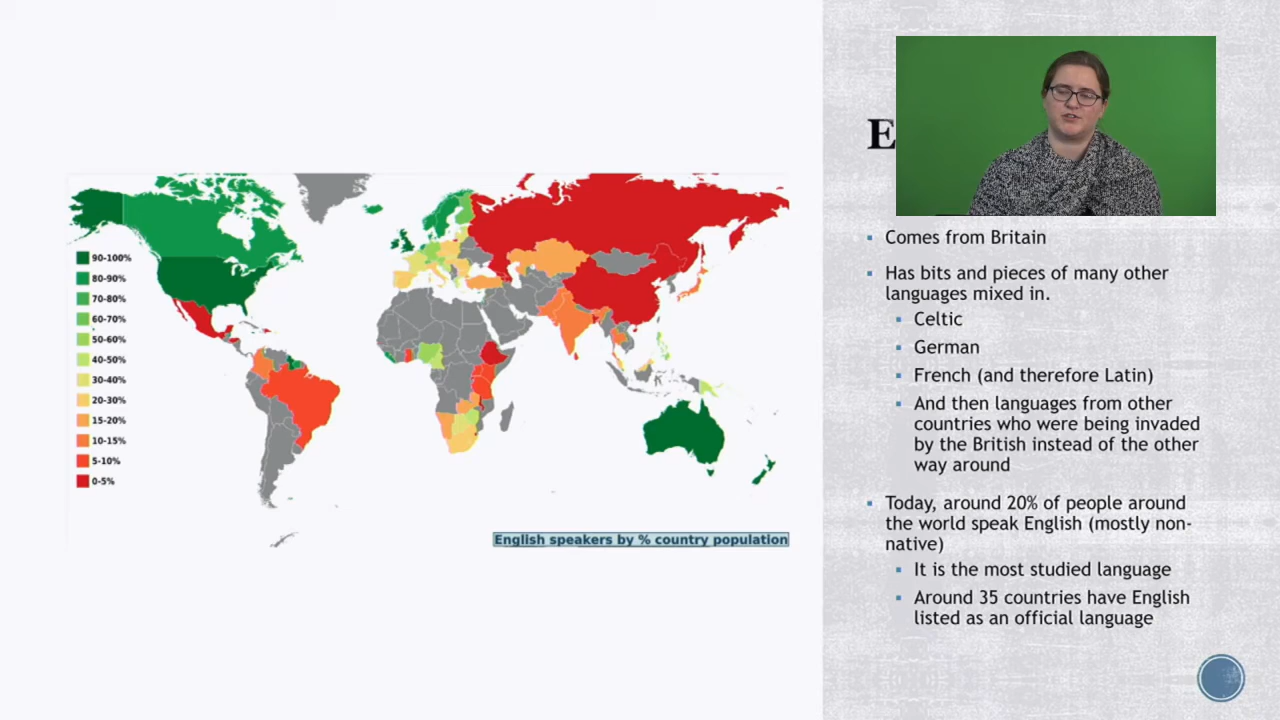 90-100%
80-90%
70-80%
60-70%
50-60%
40-50%
30-40%
20-30%
15-20%
10-15%
5-10%
0-5%
English speakers by % country population
E
Comes from Britain
Has bits and pieces of many other
languages mixed in.
Celtic
German
French (and therefore Latin)
And then languages from other
countries who were being invaded
by the British instead of the other
way around
Today, around 20% of people around
the world speak English (mostly non-
native)
It is the most studied language
Around 35 countries have English
listed as an official language